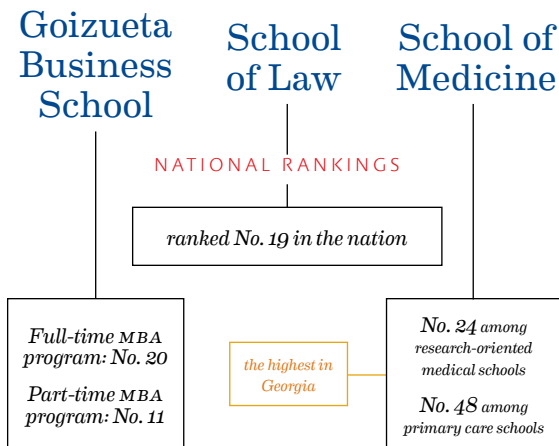 Goizueta
Business
School
School
of Law
School of
Medicine
NATIONAL RANKINGS
ranked No. 19 in the nation
Full-time MBA
program: No. 20
Part-time MBA
program: No. 11
the highest in
Georgia
No. 24 among
research-oriented
medical schools
No. 48 among
primary care schools